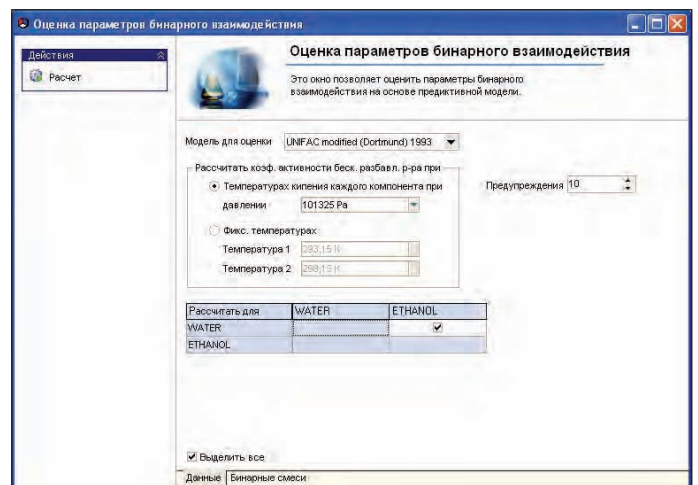 Оценка параметров бинарного взаимодействия
Действия
Расчет
Оценка параметров бинарного взаимодействия
Это окно позволяет оценить параметры бинарного
взаимодействия на основе предиктивной модели.
Модель для оценки UNIFAC modified (Dortmund) 1993
Рассчитать коэф. активности беск. разбавл. р-ра при
Температурах кипения каждого компонента при
давлении 101325 Pa
Предупреждения 10
Фикс. температурах
Температура 1 293,15 K
Температура 2 298,15 K
Рассчитать для WATER ETHANOL
WATER
ETHANOL
Выделить все
Данные Бинарные смеси